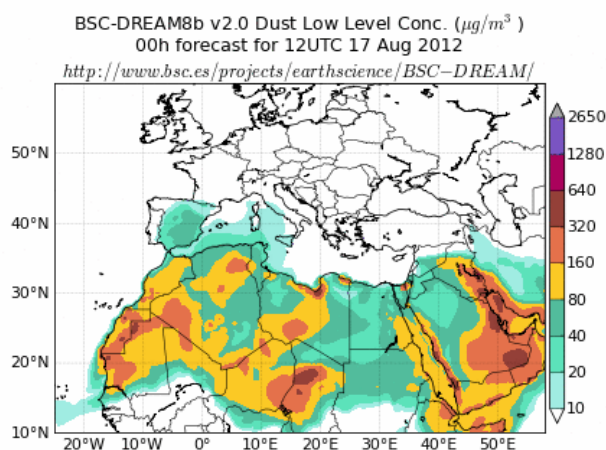 BSC-DREAM8b v2.0 Dust Low Level Conc. (μg/m³ )
00h forecast for 12UTC 17 Aug 2012
http://www.bsc.es/projects/earthscience/BSC−DREAM/
2650
1280
640
320
160
80
40
20
10
50°N
40°N
30°N
20°N
10°N
20°W 10°W 0° 10°E 20°E 30°E 40°E 50°E